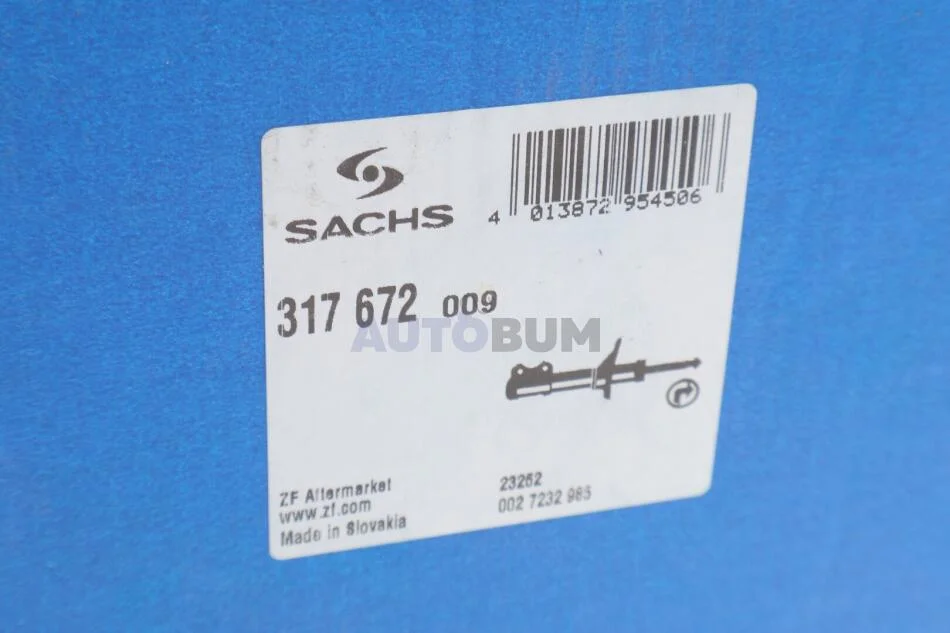 SACHS
4 013872 954506
317 672 009
AUTOBUM
ZF Aftermarket
www.zf.com
Made in Slovakia
23262
002 7232 985